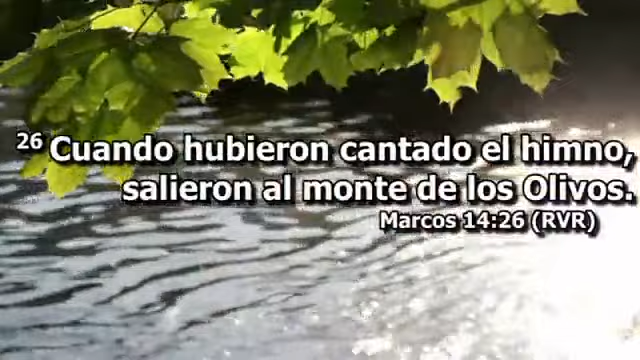 26 Cuando hubieron cantado el himno,
salieron al monte de los Olivos.
Marcos 14:26 (RVR)